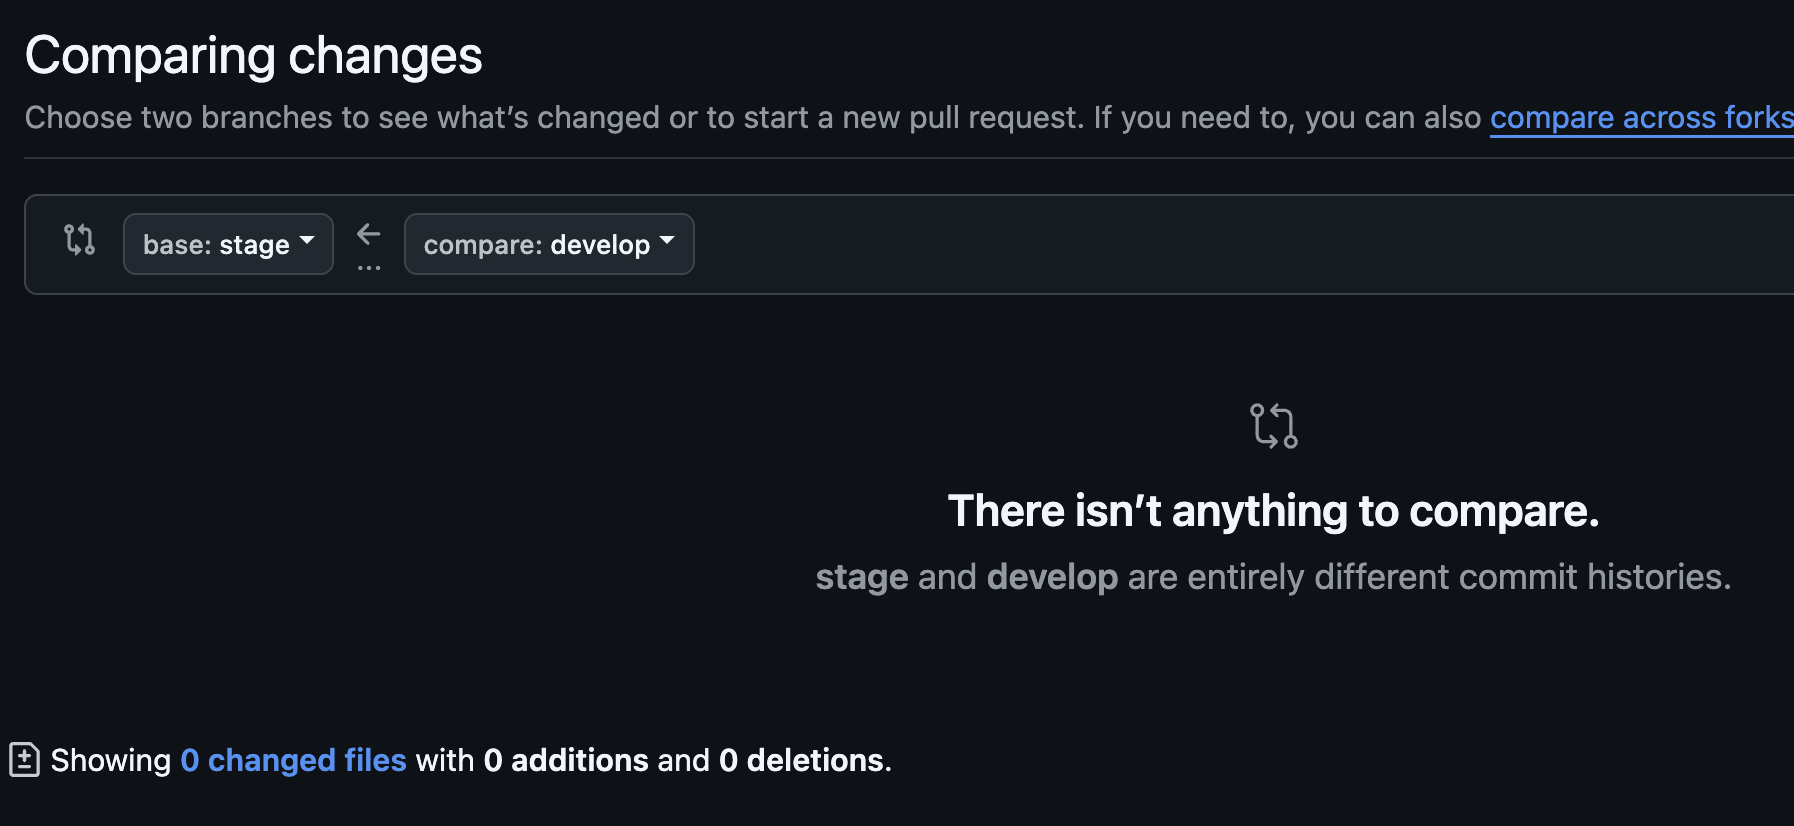 Comparing changes
Choose two branches to see what’s changed or to start a new pull request. If you need to, you can also compare across forks
base: stage
compare: develop
There isn’t anything to compare.
stage and develop are entirely different commit histories.
Showing 0 changed files with 0 additions and 0 deletions.